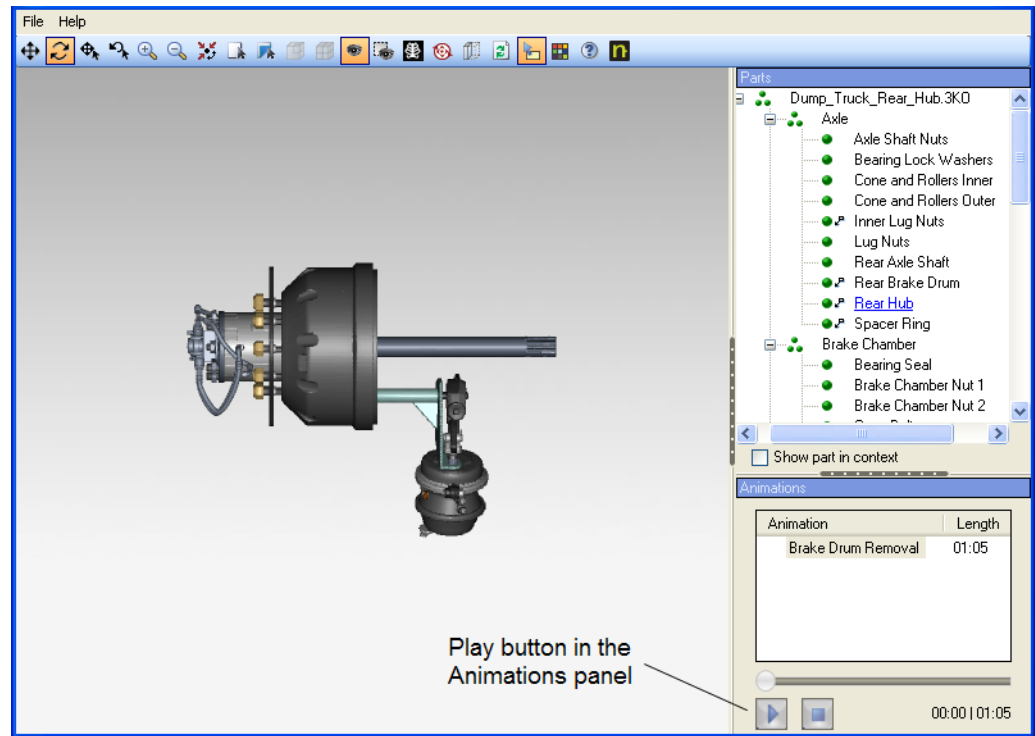 File Help
n
Parts
Dump_Truck_Rear_Hub.3KO
Axle
Axle Shaft Nuts
Bearing Lock Washers
Cone and Rollers Inner
Cone and Rollers Outer
Inner Lug Nuts
Lug Nuts
Rear Axle Shaft
Rear Brake Drum
Rear Hub
Spacer Ring
Brake Chamber
Bearing Seal
Brake Chamber Nut 1
Brake Chamber Nut 2
Show part in context
Animations
Animation Length
Brake Drum Removal 01:05
Play button in the
Animations panel
00:00 | 01:05